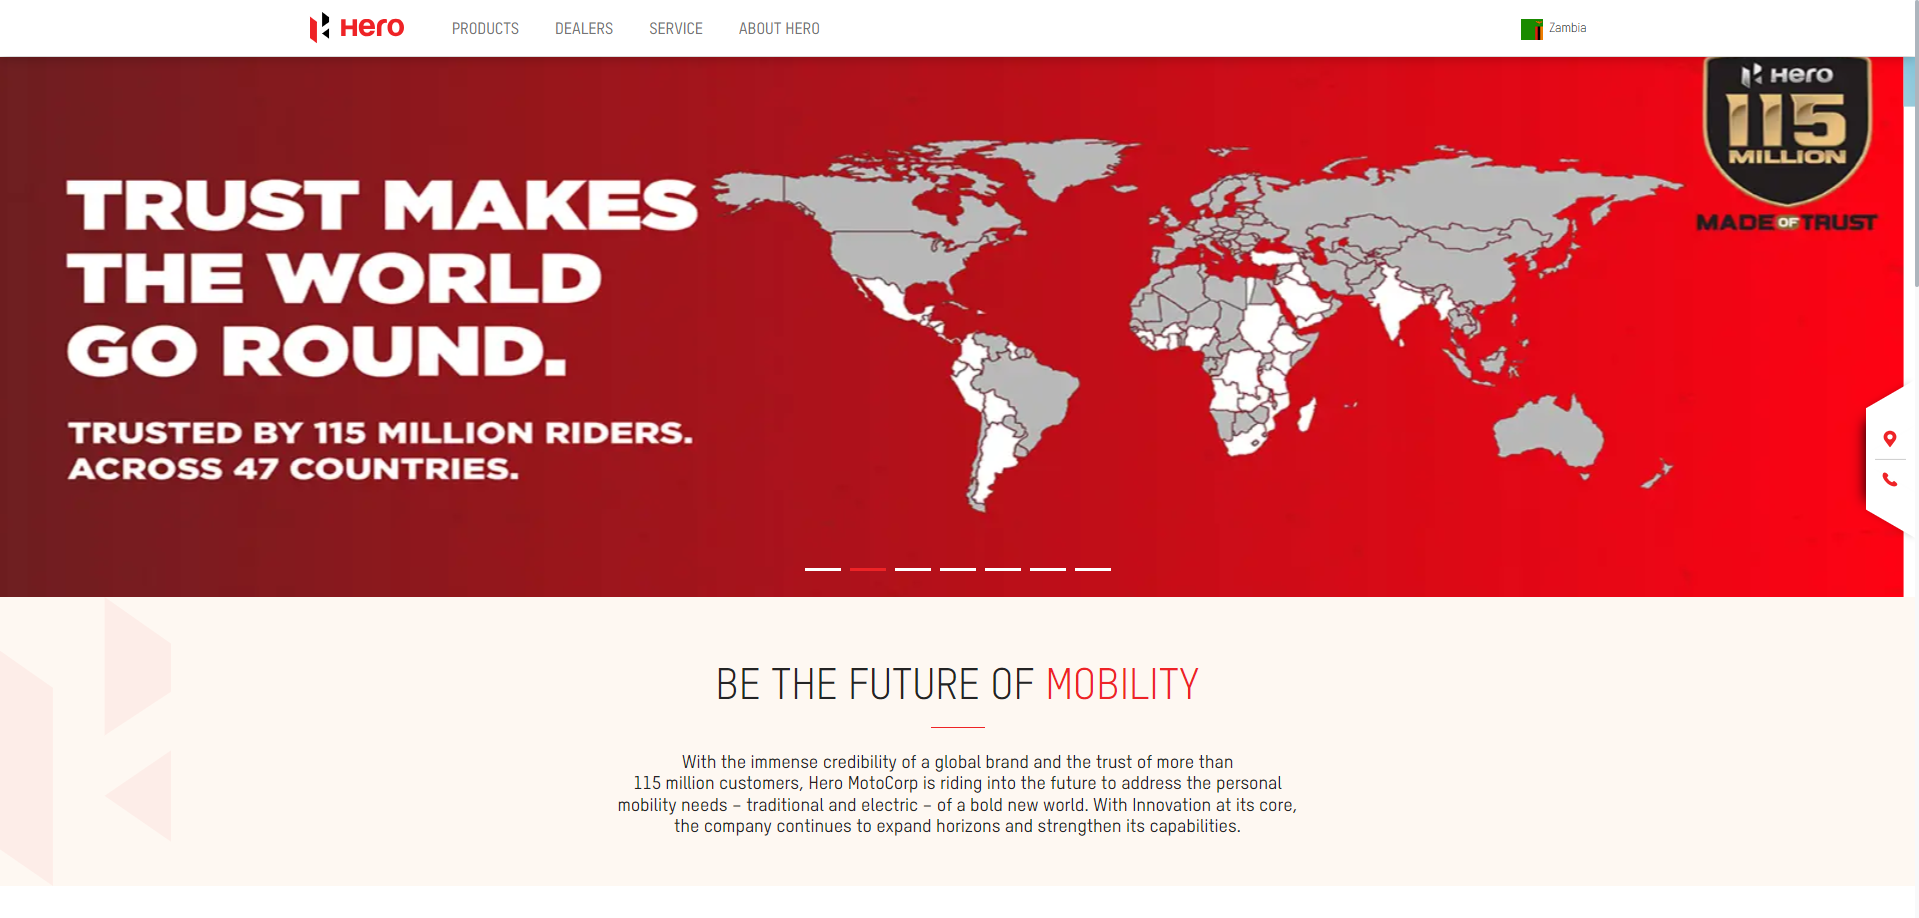 Hero
PRODUCTS
DEALERS
SERVICE
ABOUT HERO
Zambia
TRUST MAKES
THE WORLD
GO ROUND.
TRUSTED BY 115 MILLION RIDERS.
ACROSS 47 COUNTRIES.
Hero
115
MILLION
MADE OF TRUST
BE THE FUTURE OF MOBILITY
With the immense credibility of a global brand and the trust of more than
115 million customers, Hero MotoCorp is riding into the future to address the personal
mobility needs – traditional and electric – of a bold new world. With Innovation at its core,
the company continues to expand horizons and strengthen its capabilities.